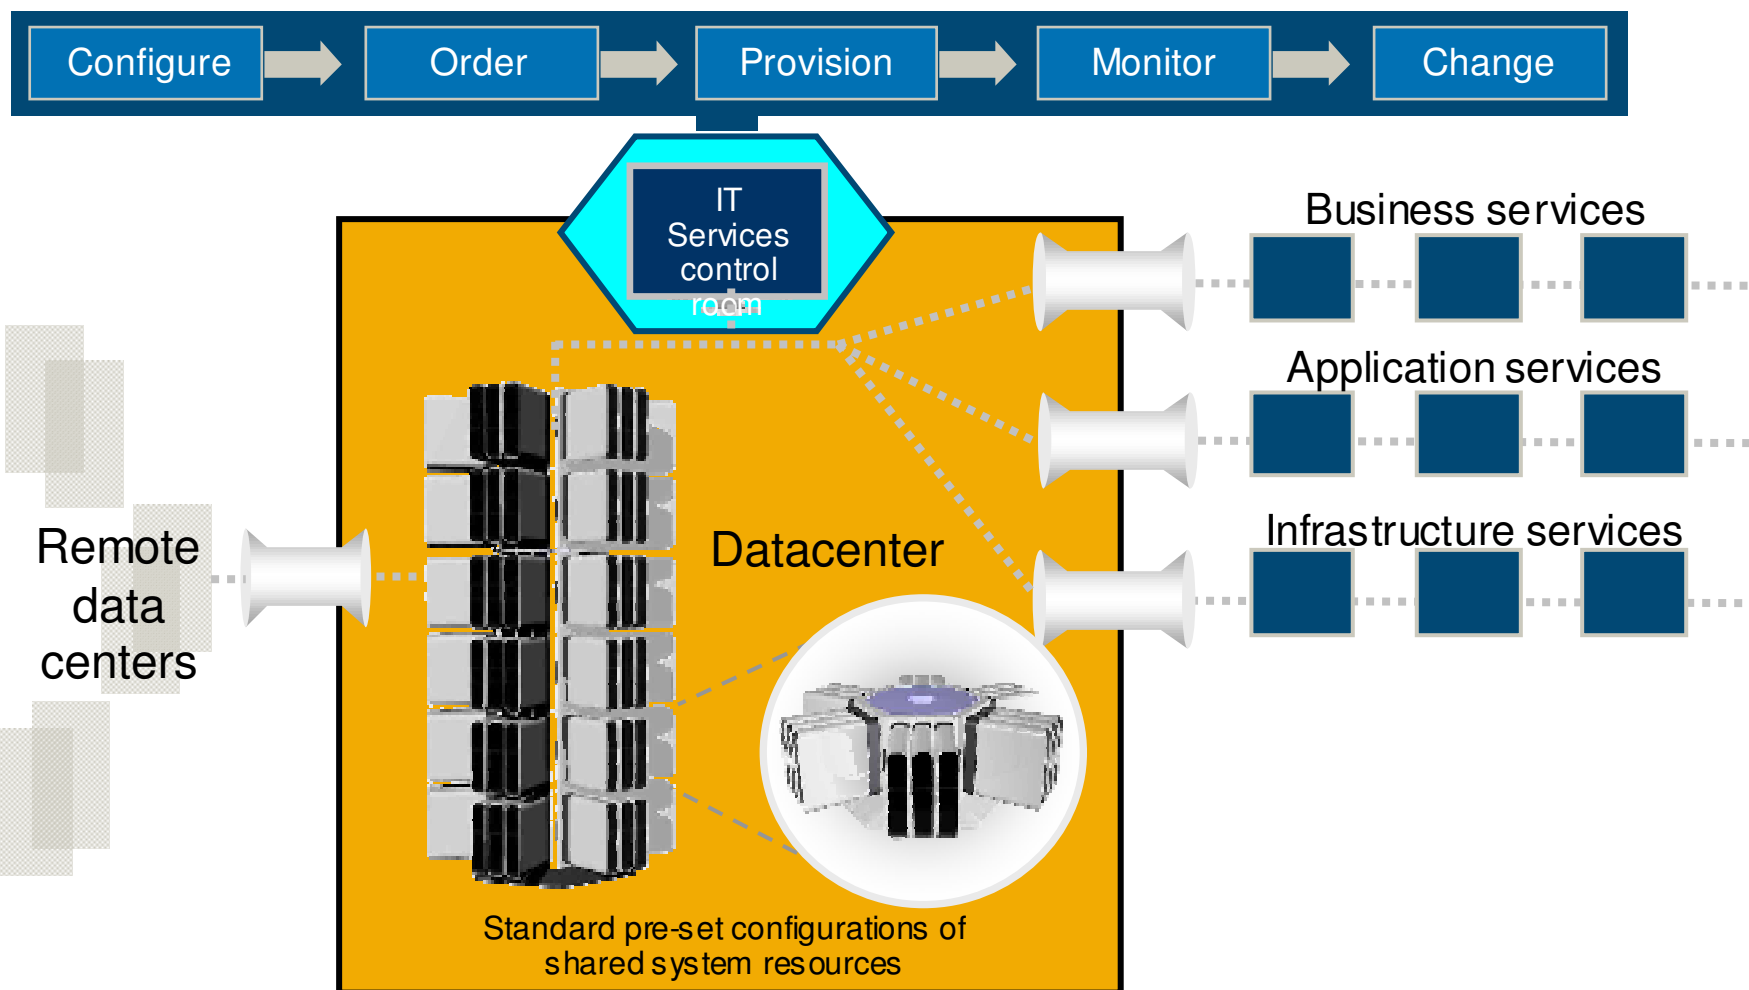 Configure
Order
Provision
Monitor
Change
IT
Services
control
room
Business services
Application services
Infrastructure services
Remote
data
centers
Datacenter
Standard pre-set configurations of
shared system resources